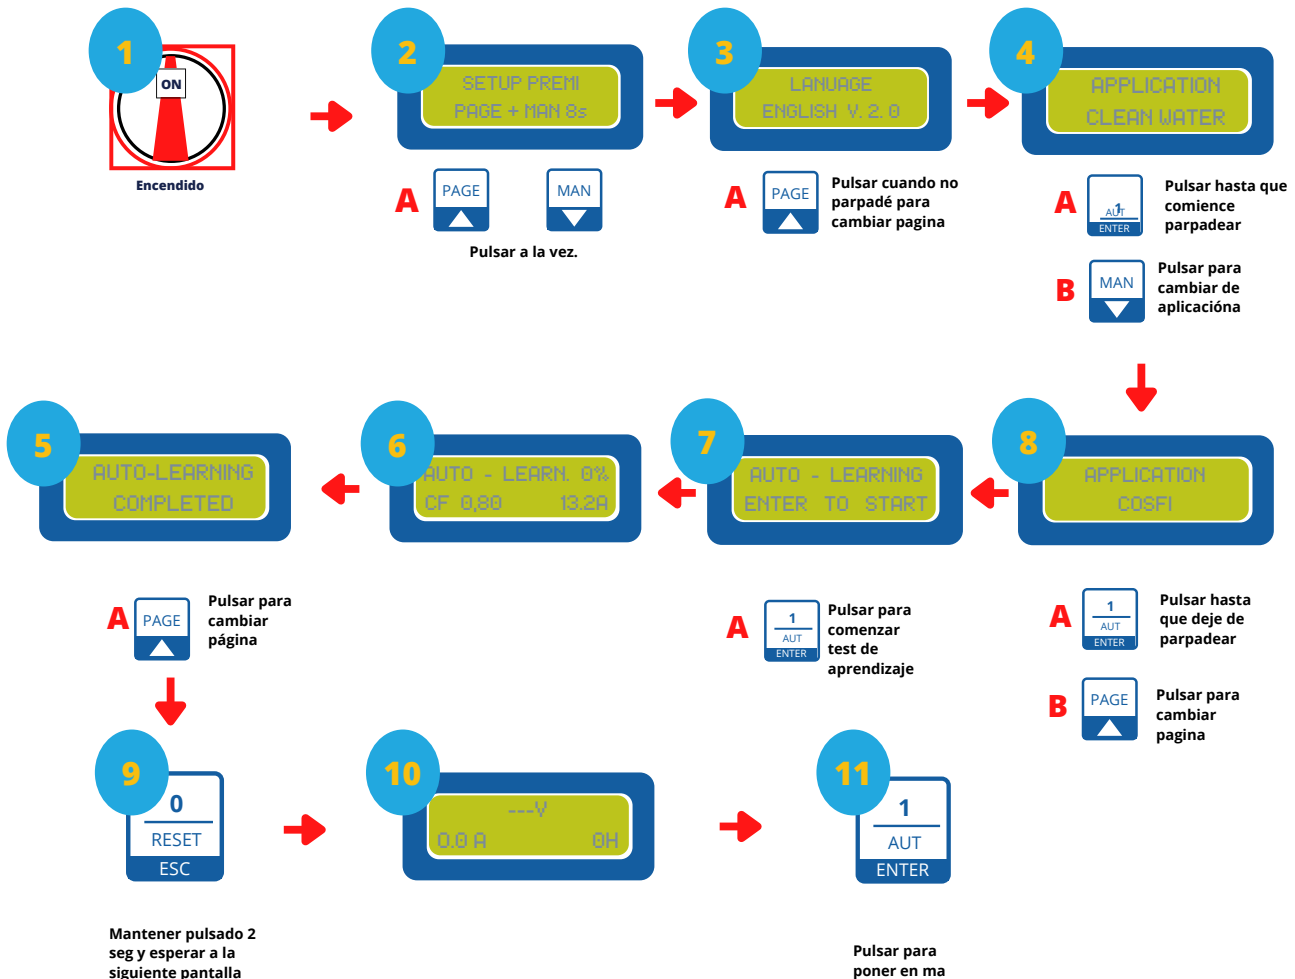 1
ON
Encendido
2
SETUP PREMI
PAGE + MAN 8s
A
PAGE
MAN
Pulsar a la vez.
3
LANUAGE
ENGLISH V. 2. 0
A
PAGE
Pulsar cuando no
parpadé para
cambiar pagina
4
APPLICATION
CLEAN WATER
A
1
AUT
ENTER
Pulsar hasta que
comience
parpadear
B
MAN
Pulsar para
cambiar de
aplicacióna
5
AUTO-LEARNING
COMPLETED
A
PAGE
Pulsar para
cambiar
página
6
AUTO - LEARN. 0%
CF 0,80 13.2A
7
AUTO - LEARNING
ENTER TO START
A
1
AUT
ENTER
Pulsar para
comenzar
test de
aprendizaje
8
APPLICATION
COSFI
A
1
AUT
ENTER
Pulsar hasta
que deje de
parpadear
B
PAGE
Pulsar para
cambiar
pagina
9
0
RESET
ESC
Mantener pulsado 2
seg y esperar a la
siguiente pantalla
10
---V
0.0 A 0H
11
1
AUT
ENTER
Pulsar para
poner en ma